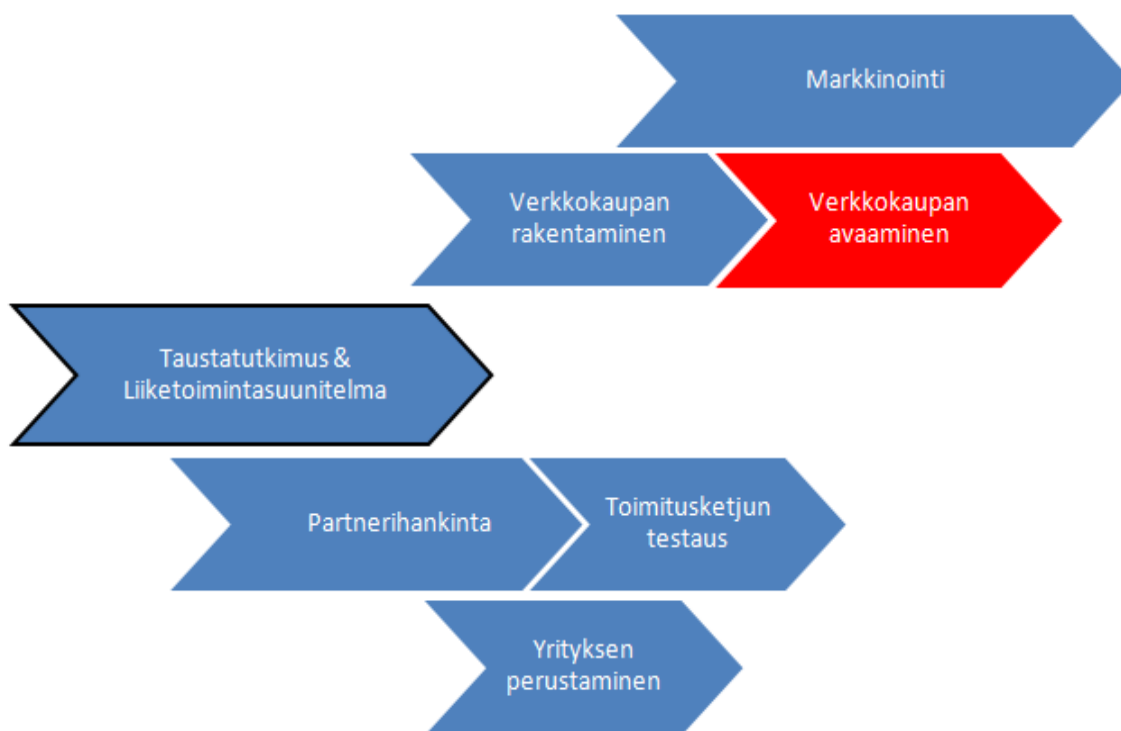 Markkinointi
Verkkokaupan
rakentaminen
Verkkokaupan
avaaminen
Taustatutkimus &
Liiketoimintasuunitelma
Partnerihankinta
Toimitusketjun
testaus
Yrityksen
perustaminen